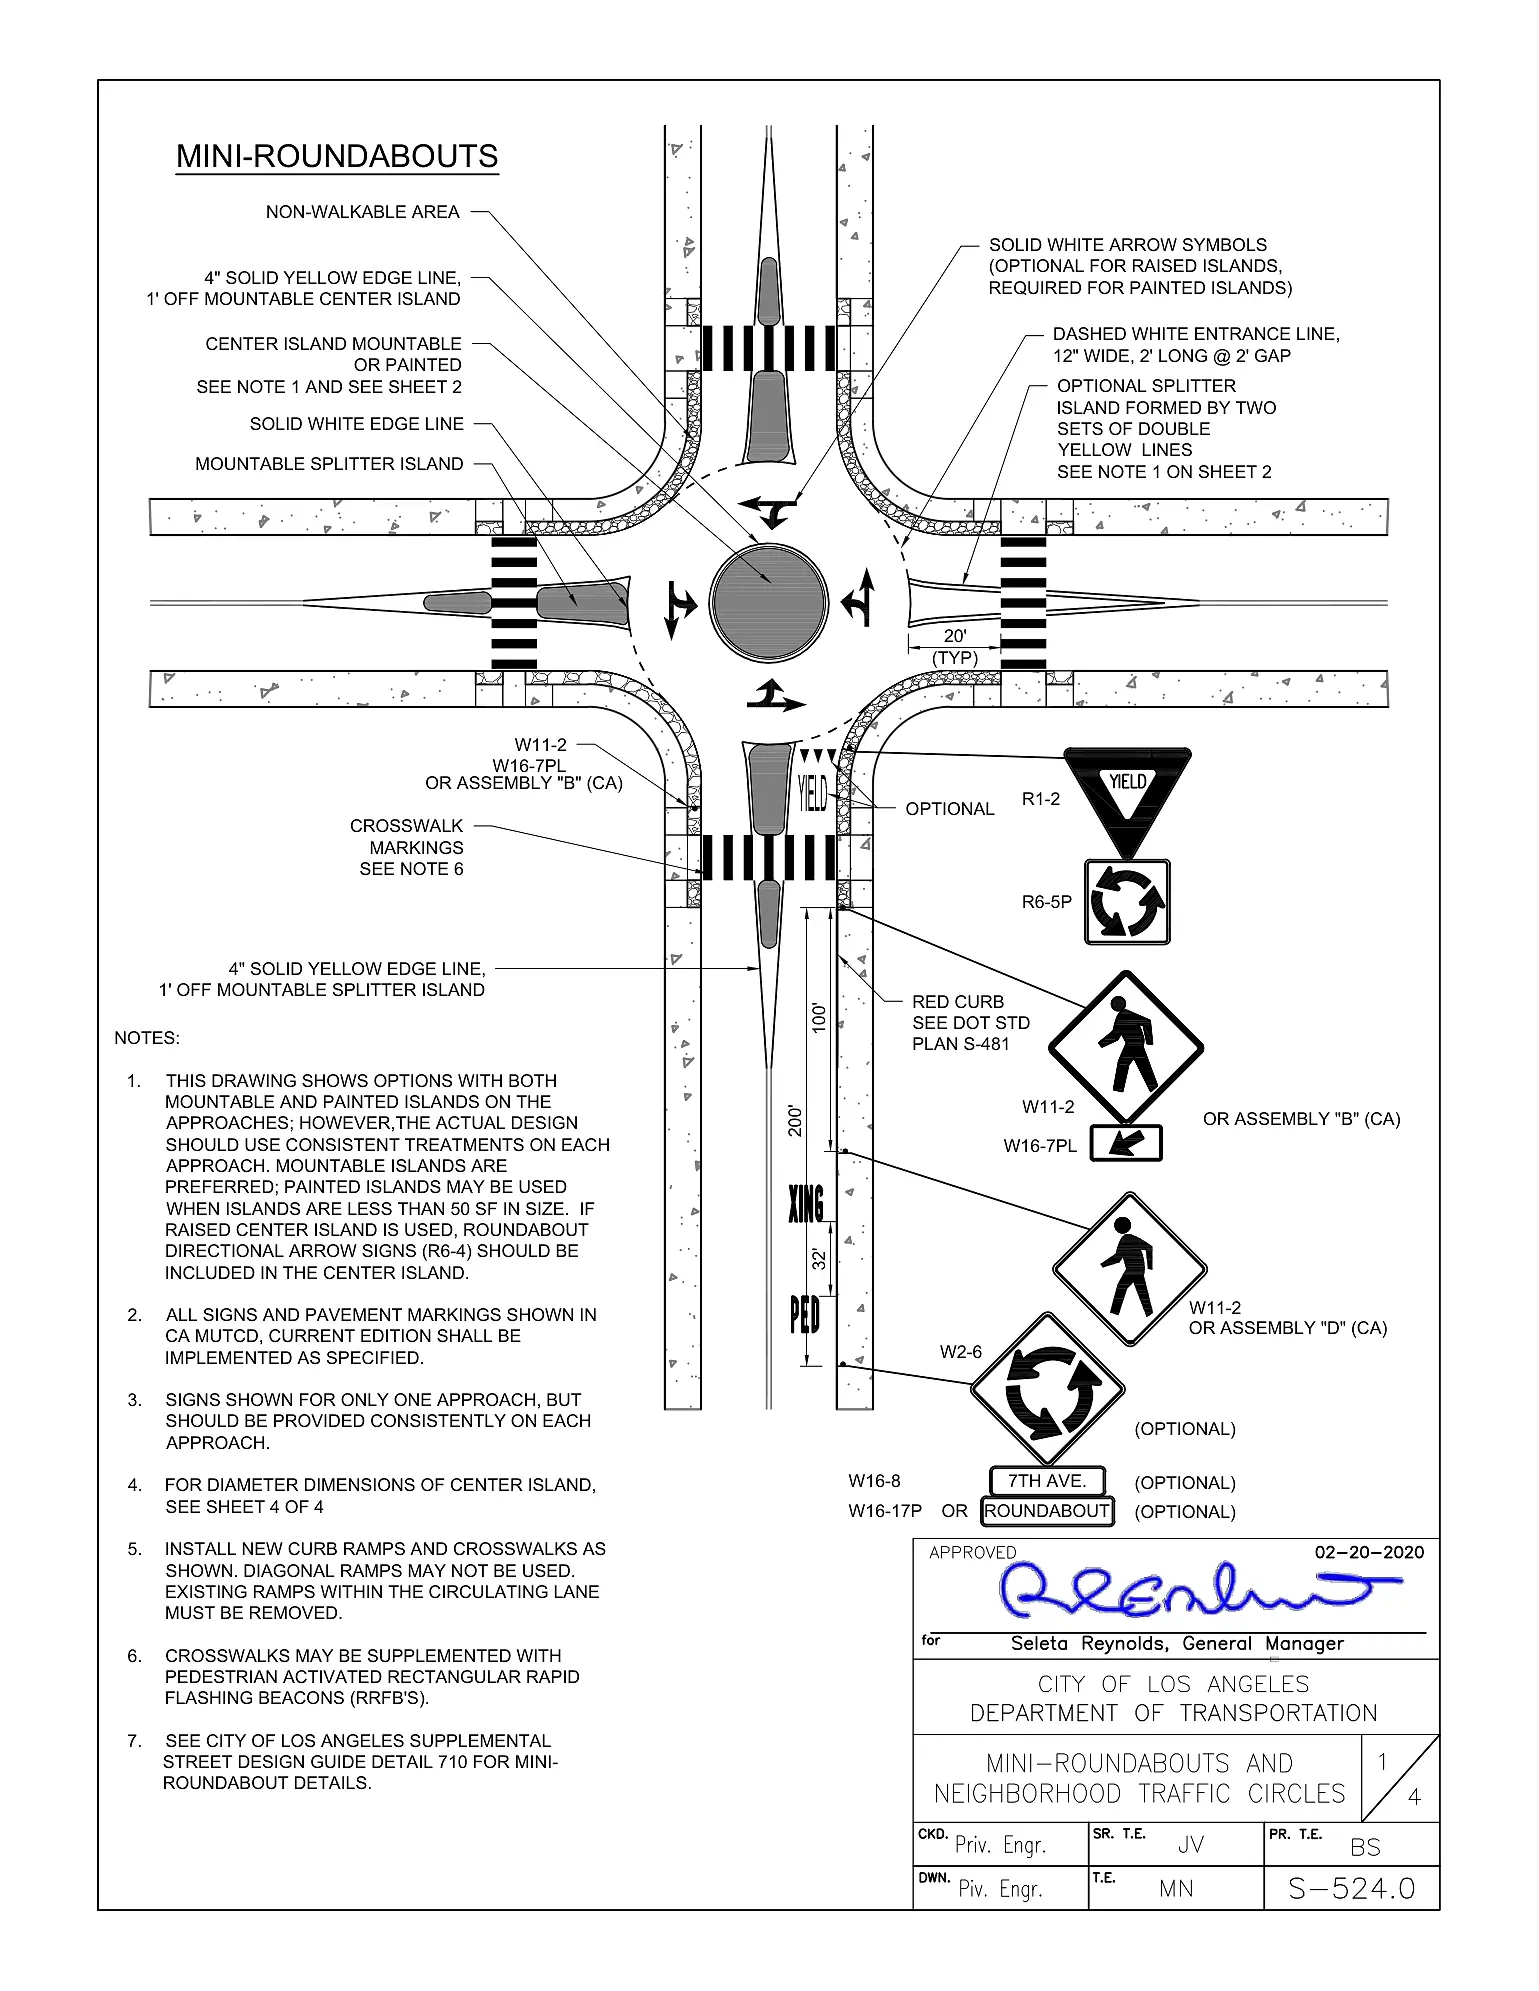 MINI-ROUNDABOUTS
NON-WALKABLE AREA
4" SOLID YELLOW EDGE LINE,
1' OFF MOUNTABLE CENTER ISLAND
CENTER ISLAND MOUNTABLE
OR PAINTED
SEE NOTE 1 AND SEE SHEET 2
SOLID WHITE EDGE LINE
MOUNTABLE SPLITTER ISLAND
SOLID WHITE ARROW SYMBOLS
(OPTIONAL FOR RAISED ISLANDS,
REQUIRED FOR PAINTED ISLANDS)
DASHED WHITE ENTRANCE LINE,
12" WIDE, 2' LONG @ 2' GAP
OPTIONAL SPLITTER
ISLAND FORMED BY TWO
SETS OF DOUBLE
YELLOW LINES
SEE NOTE 1 ON SHEET 2
20'
(TYP)
W11-2
W16-7PL
OR ASSEMBLY "B" (CA)
CROSSWALK
MARKINGS
SEE NOTE 6
YIELD
OPTIONAL
R1-2
YIELD
R6-5P
4" SOLID YELLOW EDGE LINE,
1' OFF MOUNTABLE SPLITTER ISLAND
100'
200'
RED CURB
SEE DOT STD
PLAN S-481
W11-2
W16-7PL
OR ASSEMBLY "B" (CA)
XING
32'
PED
W11-2
OR ASSEMBLY "D" (CA)
W2-6
(OPTIONAL)
W16-8
7TH AVE.
(OPTIONAL)
W16-17P OR ROUNDABOUT (OPTIONAL)
NOTES:
1. THIS DRAWING SHOWS OPTIONS WITH BOTH
MOUNTABLE AND PAINTED ISLANDS ON THE
APPROACHES; HOWEVER,THE ACTUAL DESIGN
SHOULD USE CONSISTENT TREATMENTS ON EACH
APPROACH. MOUNTABLE ISLANDS ARE
PREFERRED; PAINTED ISLANDS MAY BE USED
WHEN ISLANDS ARE LESS THAN 50 SF IN SIZE. IF
RAISED CENTER ISLAND IS USED, ROUNDABOUT
DIRECTIONAL ARROW SIGNS (R6-4) SHOULD BE
INCLUDED IN THE CENTER ISLAND.
2. ALL SIGNS AND PAVEMENT MARKINGS SHOWN IN
CA MUTCD, CURRENT EDITION SHALL BE
IMPLEMENTED AS SPECIFIED.
3. SIGNS SHOWN FOR ONLY ONE APPROACH, BUT
SHOULD BE PROVIDED CONSISTENTLY ON EACH
APPROACH.
4. FOR DIAMETER DIMENSIONS OF CENTER ISLAND,
SEE SHEET 4 OF 4
5. INSTALL NEW CURB RAMPS AND CROSSWALKS AS
SHOWN. DIAGONAL RAMPS MAY NOT BE USED.
EXISTING RAMPS WITHIN THE CIRCULATING LANE
MUST BE REMOVED.
6. CROSSWALKS MAY BE SUPPLEMENTED WITH
PEDESTRIAN ACTIVATED RECTANGULAR RAPID
FLASHING BEACONS (RRFB'S).
7. SEE CITY OF LOS ANGELES SUPPLEMENTAL
STREET DESIGN GUIDE DETAIL 710 FOR MINI-
ROUNDABOUT DETAILS.
APPROVED 02-20-2020
for Seleta Reynolds, General Manager
CITY OF LOS ANGELES
DEPARTMENT OF TRANSPORTATION
MINI-ROUNDABOUTS AND
NEIGHBORHOOD TRAFFIC CIRCLES
1
4
CKD. Priv. Engr.
SR. T.E. JV
PR. T.E. BS
DWN. Piv. Engr.
T.E. MN
S-524.0